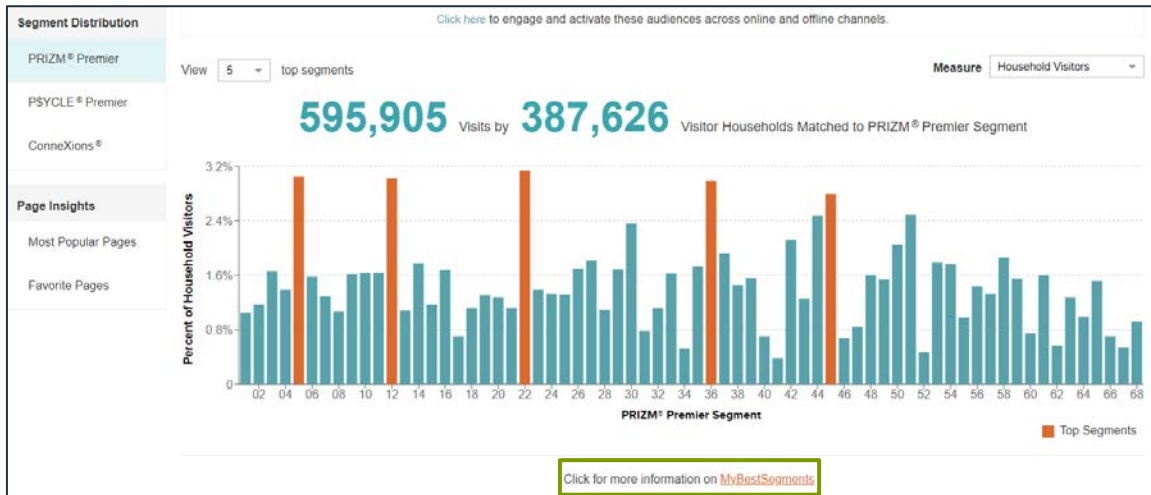 Segment Distribution
PRIZM® Premier
P$YCLE® Premier
ConneXions®
Page Insights
Most Popular Pages
Favorite Pages
Click here to engage and activate these audiences across online and offline channels.
View 5 top segments
Measure Household Visitors
595,905 Visits by 387,626 Visitor Households Matched to PRIZM® Premier Segment
Percent of Household Visitors
3.2%
2.4%
1.6%
0.8%
0
02 04 06 08 10 12 14 16 18 20 22 24 26 28 30 32 34 36 38 40 42 44 46 48 50 52 54 56 58 60 62 64 66 68
PRIZM® Premier Segment
Top Segments
Click for more information on MyBestSegments